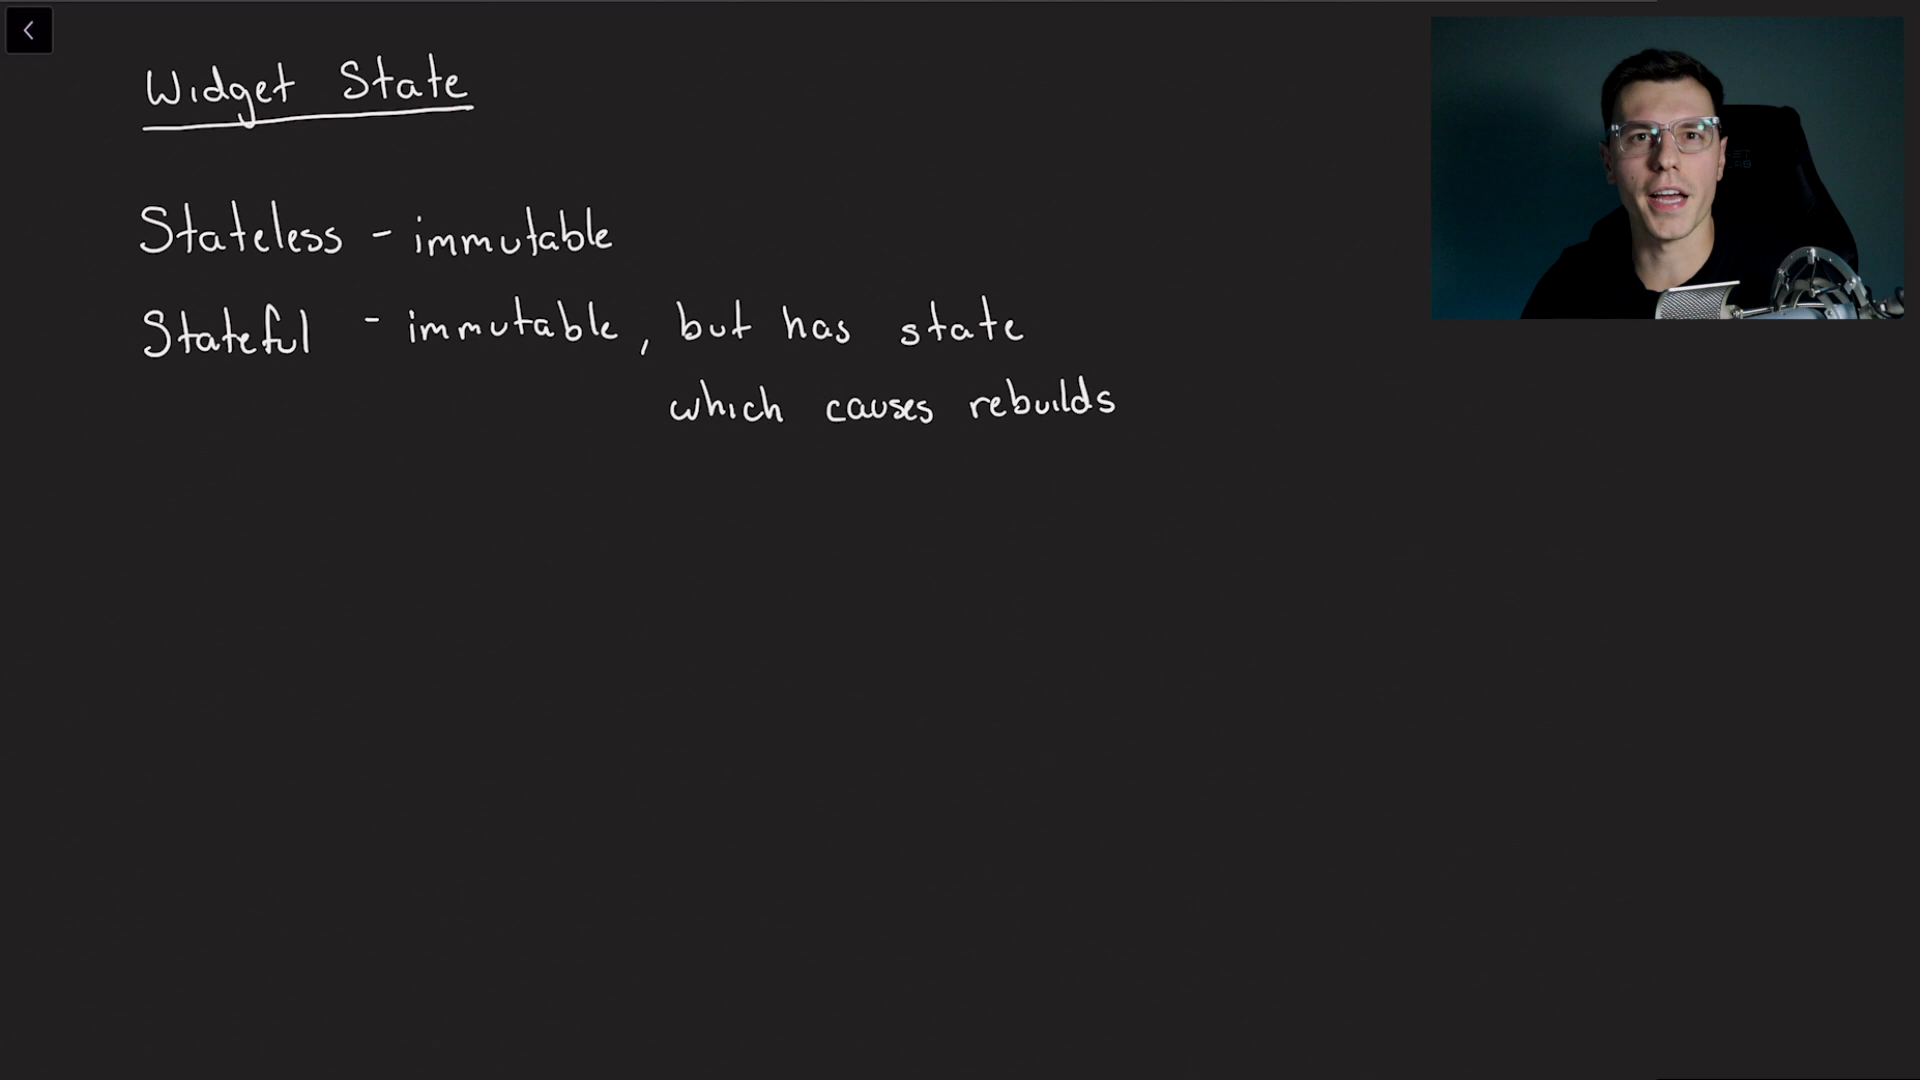 Widget State
Stateless - immutable
Stateful - immutable, but has state
which causes rebuilds